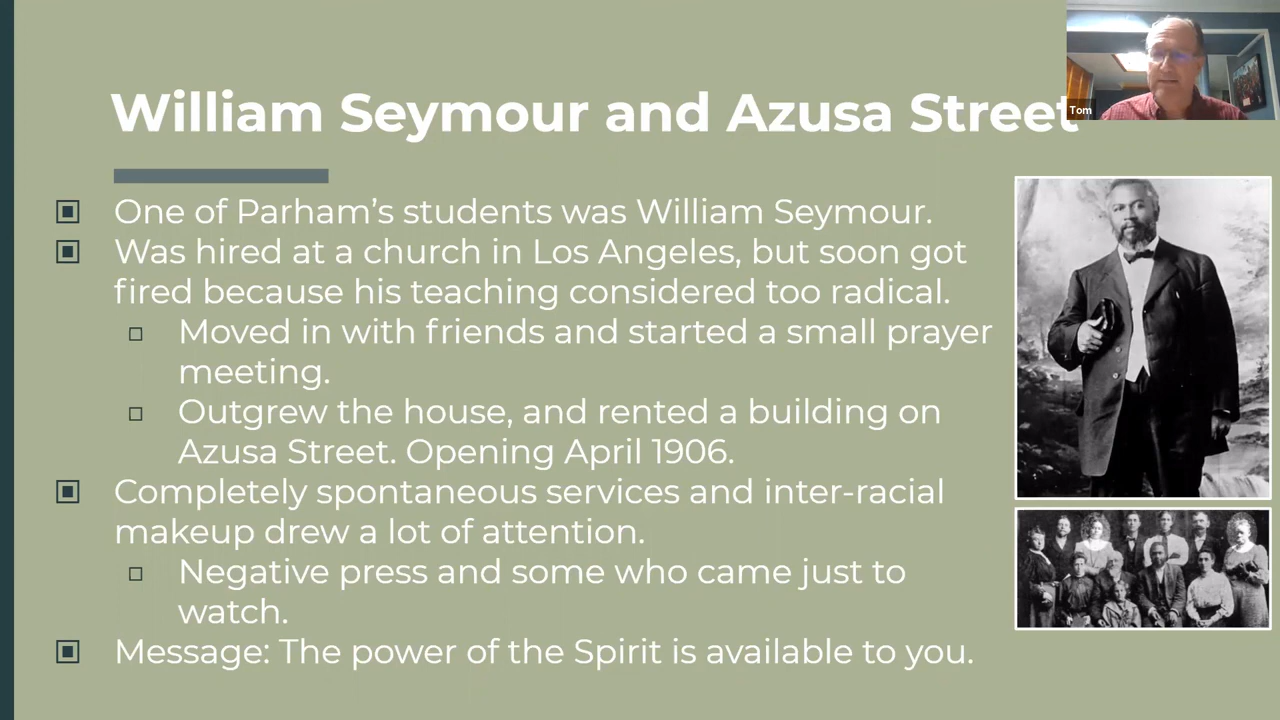 William Seymour and Azusa Street
Tom
One of Parham's students was William Seymour.
Was hired at a church in Los Angeles, but soon got
fired because his teaching considered too radical.
Moved in with friends and started a small prayer
meeting.
Outgrew the house, and rented a building on
Azusa Street. Opening April 1906.
Completely spontaneous services and inter-racial
makeup drew a lot of attention.
Negative press and some who came just to
watch.
Message: The power of the Spirit is available to you.